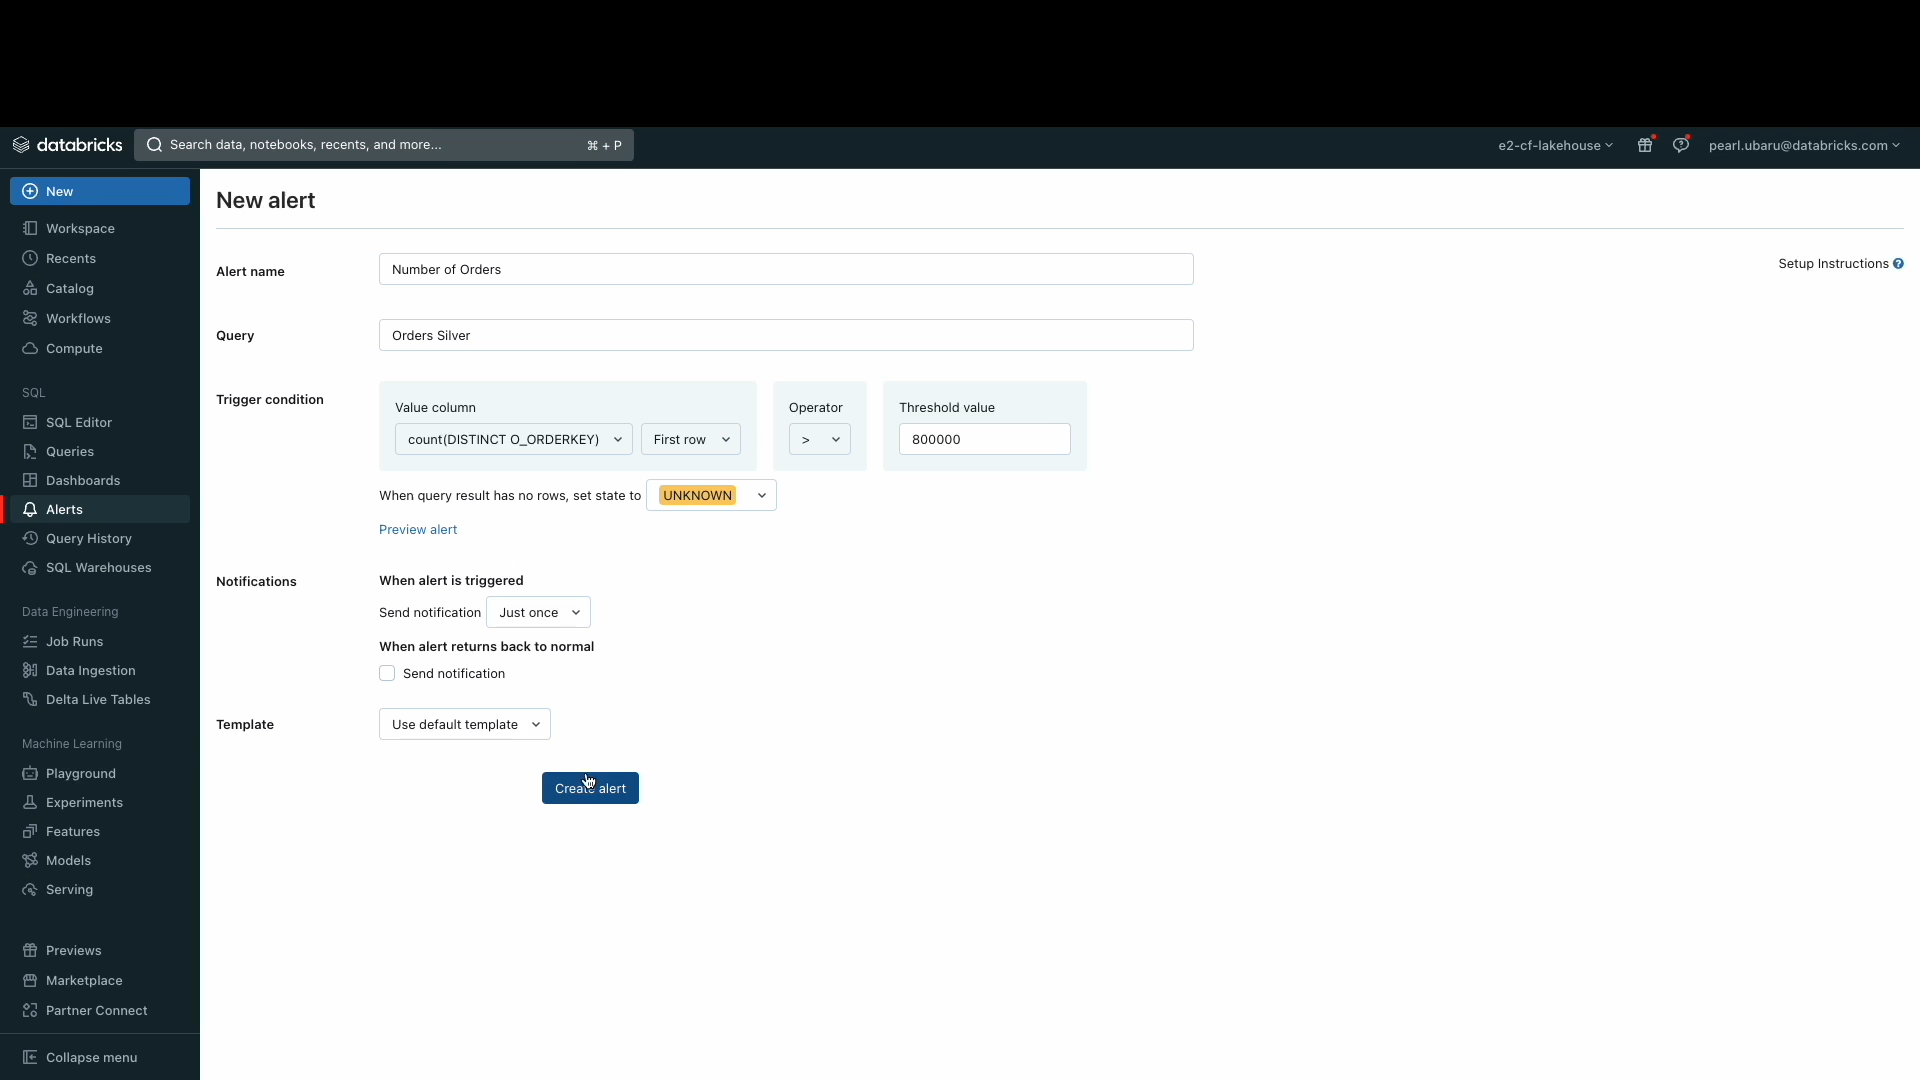 databricks
Search data, notebooks, recents, and more... ⌘ + P
e2-cf-lakehouse
pearl.ubaru@databricks.com
New
Workspace
Recents
Catalog
Workflows
Compute
SQL
SQL Editor
Queries
Dashboards
Alerts
Query History
SQL Warehouses
Data Engineering
Job Runs
Data Ingestion
Delta Live Tables
Machine Learning
Playground
Experiments
Features
Models
Serving
Previews
Marketplace
Partner Connect
Collapse menu
New alert
Setup Instructions ?
Alert name
Number of Orders
Query
Orders Silver
Trigger condition
Value column
count(DISTINCT O_ORDERKEY)
First row
Operator
>
Threshold value
800000
When query result has no rows, set state to UNKNOWN
Preview alert
Notifications
When alert is triggered
Send notification Just once
When alert returns back to normal
Send notification
Template
Use default template
Create alert